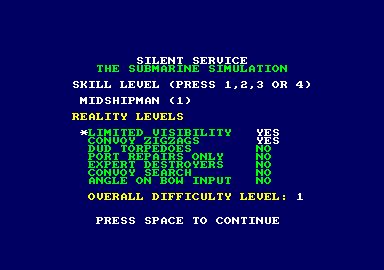 SILENT SERVICE
THE SUBMARINE SIMULATION
SKILL LEVEL (PRESS 1,2,3 OR 4)
MIDSHIPMAN (1)
REALITY LEVELS
*LIMITED VISIBILITY YES
CONVOY ZIGZAGS YES
DUD TORPEDOES NO
PORT REPAIRS ONLY NO
EXPERT DESTROYERS NO
CONVOY SEARCH NO
ANGLE ON BOW INPUT NO
OVERALL DIFFICULTY LEVEL: 1
PRESS SPACE TO CONTINUE